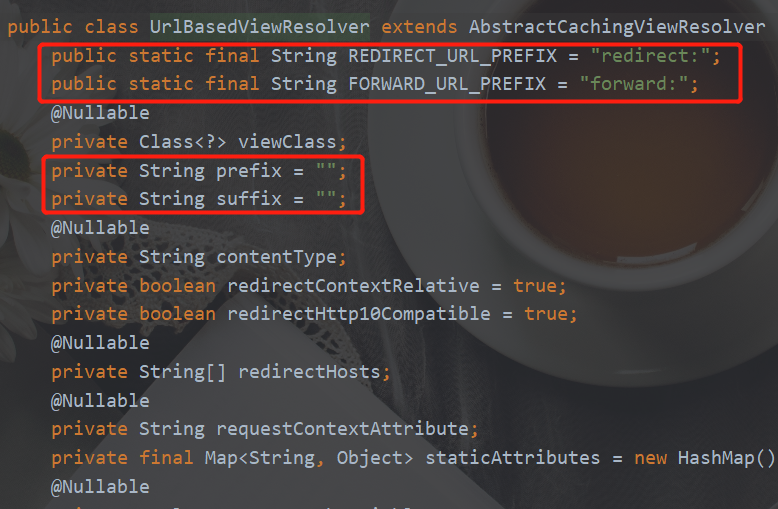 public class UrlBasedViewResolver extends AbstractCachingViewResolver
public static final String REDIRECT_URL_PREFIX = "redirect:";
public static final String FORWARD_URL_PREFIX = "forward:";
@Nullable
private Class<?> viewClass;
private String prefix = "";
private String suffix = "";
@Nullable
private String contentType;
private boolean redirectContextRelative = true;
private boolean redirectHttp10Compatible = true;
@Nullable
private String[] redirectHosts;
@Nullable
private String requestContextAttribute;
private final Map<String, Object> staticAttributes = new HashMap()
@Nullable